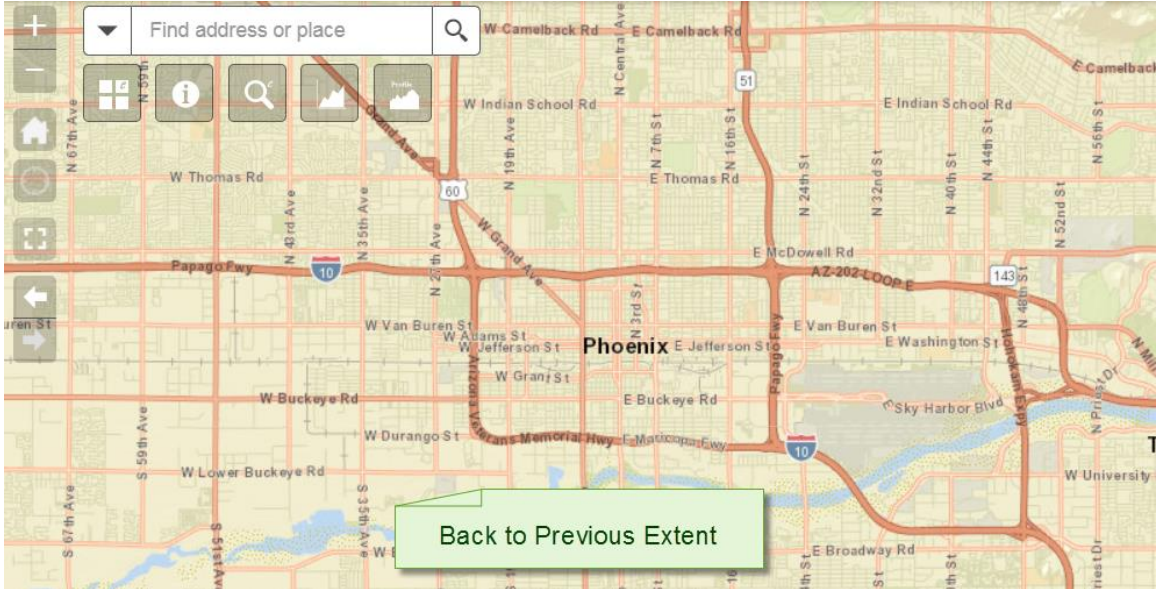 Find address or place
W Camelback Rd
E Camelback Rd
E Camelback
N Central Ave
51
Profile
N 59th
N 67th Ave
Grand Ave
W Indian School Rd
E Indian School Rd
N 19th Ave
N 7th St
N 16th St
N 44th St
N 56th St
W Thomas Rd
E Thomas Rd
60
N 43rd Ave
N 35th Ave
N 24th St
N 32nd St
N 40th St
N 52nd St
N 27th Ave
W Grand Ave
E McDowell Rd
Papago Fwy
10
AZ-202-LOOP E
143
N 48th St
N 3rd St
uren St
W Van Buren St
E Van Buren St
W Adams St
W Jefferson St
Phoenix
E Jefferson St
E Washington St
Papago Fwy
Hohokam Expy
W Grant St
W Buckeye Rd
E Buckeye Rd
E Sky Harbor Blvd
N Priest Dr
Arizona Veterans Memorial Hwy
E Maricopa Fwy
10
W Durango St
S 59th Ave
W Lower Buckeye Rd
W University
S 67th Ave
S 51st Av
S 35th Ave
Back to Previous Extent
E Broadway Rd